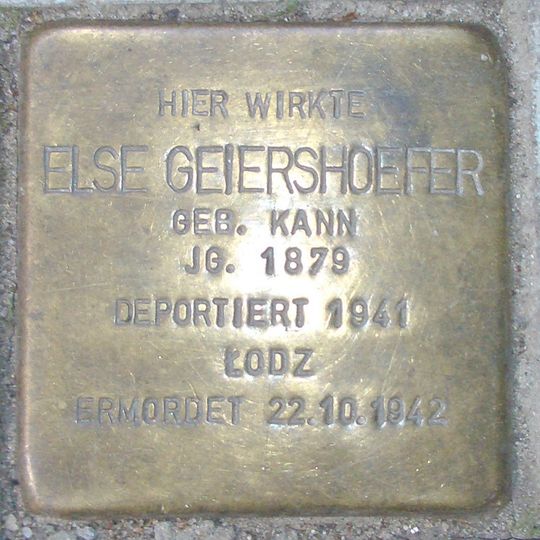 HIER WIRKTE
ELSE GEIERSHOEFER
GEB. KANN
JG. 1879
DEPORTIERT 1941
ŁODZ
ERMORDET 22.10.1942